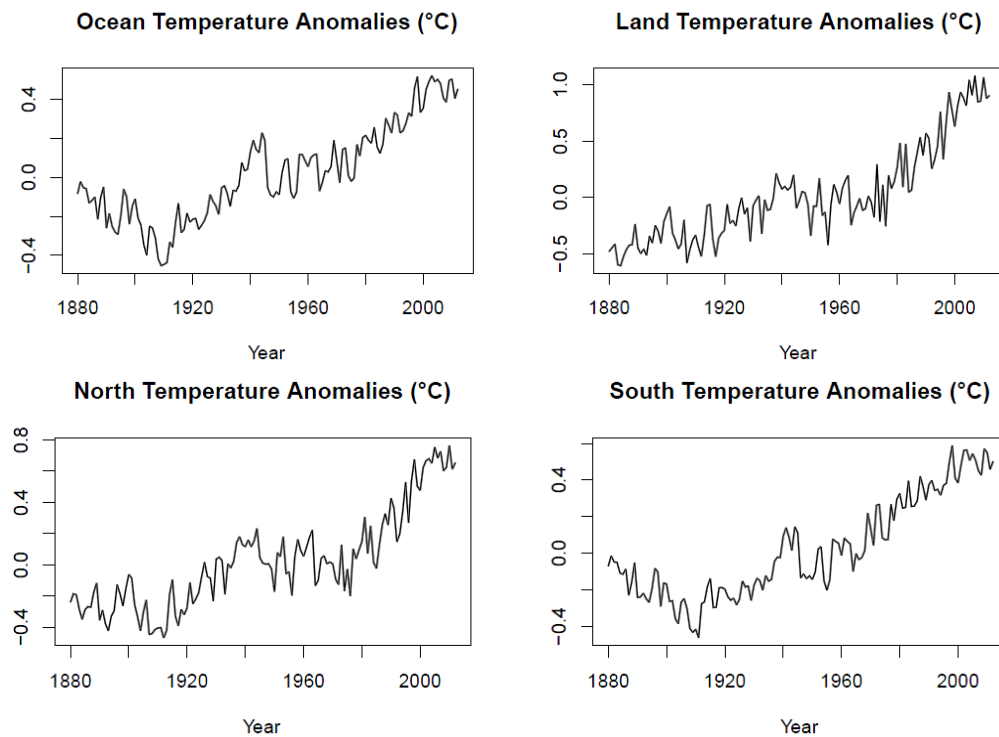 Ocean Temperature Anomalies (°C)
0.4
0.0
−0.4
1880 1920 1960 2000
Year
Land Temperature Anomalies (°C)
1.0
0.5
0.0
−0.5
1880 1920 1960 2000
Year
North Temperature Anomalies (°C)
0.8
0.4
0.0
−0.4
1880 1920 1960 2000
Year
South Temperature Anomalies (°C)
0.4
0.0
−0.4
1880 1920 1960 2000
Year